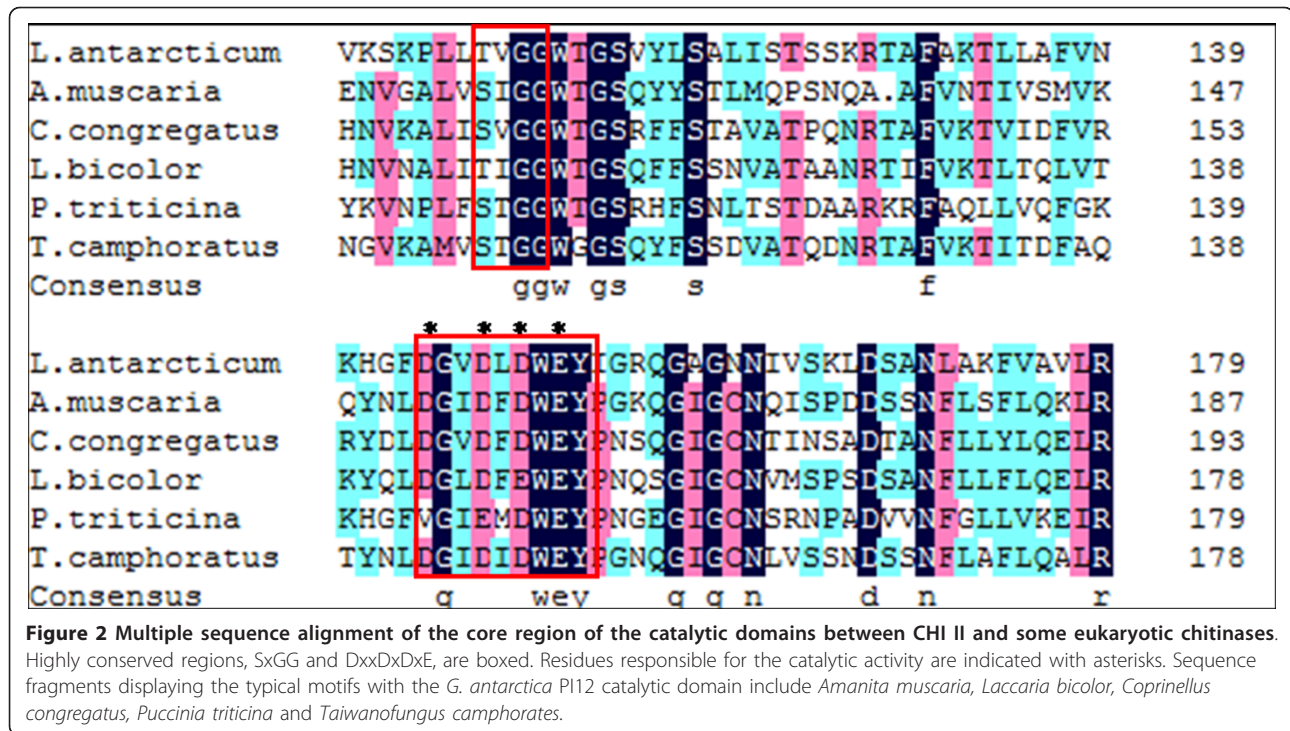 L.antarcticum VKSKPLLTVGGWTGSVYLSALISTSSKRTAFAKTLLAFVN 139
A.muscaria ENVGALVSIGGWTGSQYYSTLMQPSNQA.AFVNTIVSMVK 147
C.congregatus HNVKALISVGGWTGSRFFSTAVATPQNRTAFVKTVIDFVR 153
L.bicolor HNVNALITIGGWTGSQFFSSNVATAANRTIFVKTLTQLVT 138
P.triticina YKVNPLFSTGGWTGSRHFSNLTSTDAARKRFAQLLVQFGK 139
T.camphoratus NGVKAMVSTGGWGGSQYFSSDVATQDNRTAFVKTITDFAQ 138
Consensus ggw gs s f
* * * *
L.antarcticum KHGFDGVDLDWEYIGRQGAGNNIVSKLDSANLAKFVAVLR 179
A.muscaria QYNLDGIDFDWEYPGKQGIGCNQISPDDSSNFLSFLQKLR 187
C.congregatus RYDLDGVDFDWEYPNSQGIGCNTINSADTANFLLYLQELR 193
L.bicolor KYQLDGLDFEWEYPNQSGIGCNVMSPSDSANFLLFLQELR 178
P.triticina KHGFVGIEMDWEYPNGEGIGCNSRNPADVVNFGLLVKEIR 179
T.camphoratus TYNLDGIDIDWEYPGNQGIGCNLVSSNDSSNFLAFLQALR 178
Consensus g wey g g n d n r
Figure 2 Multiple sequence alignment of the core region of the catalytic domains between CHI II and some eukaryotic chitinases.
Highly conserved regions, SxGG and DxxDxDxE, are boxed. Residues responsible for the catalytic activity are indicated with asterisks. Sequence
fragments displaying the typical motifs with the G. antarctica PI12 catalytic domain include Amanita muscaria, Laccaria bicolor, Coprinellus
congregatus, Puccinia triticina and Taiwanofungus camphorates.